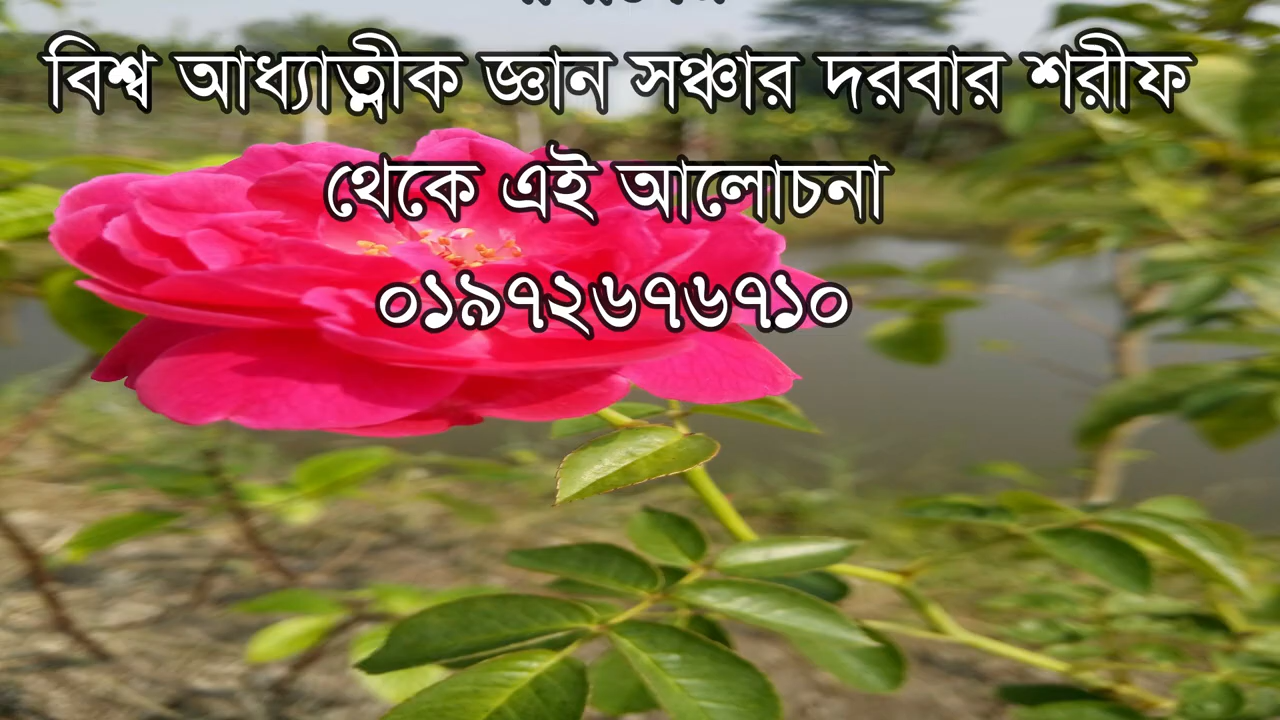 বিশ্ব আধ্যাত্নীক জ্ঞান সঞ্চার দরবার শরীফ
থেকে এই আলোচনা
০১৯৭২৬৭৬৭১০